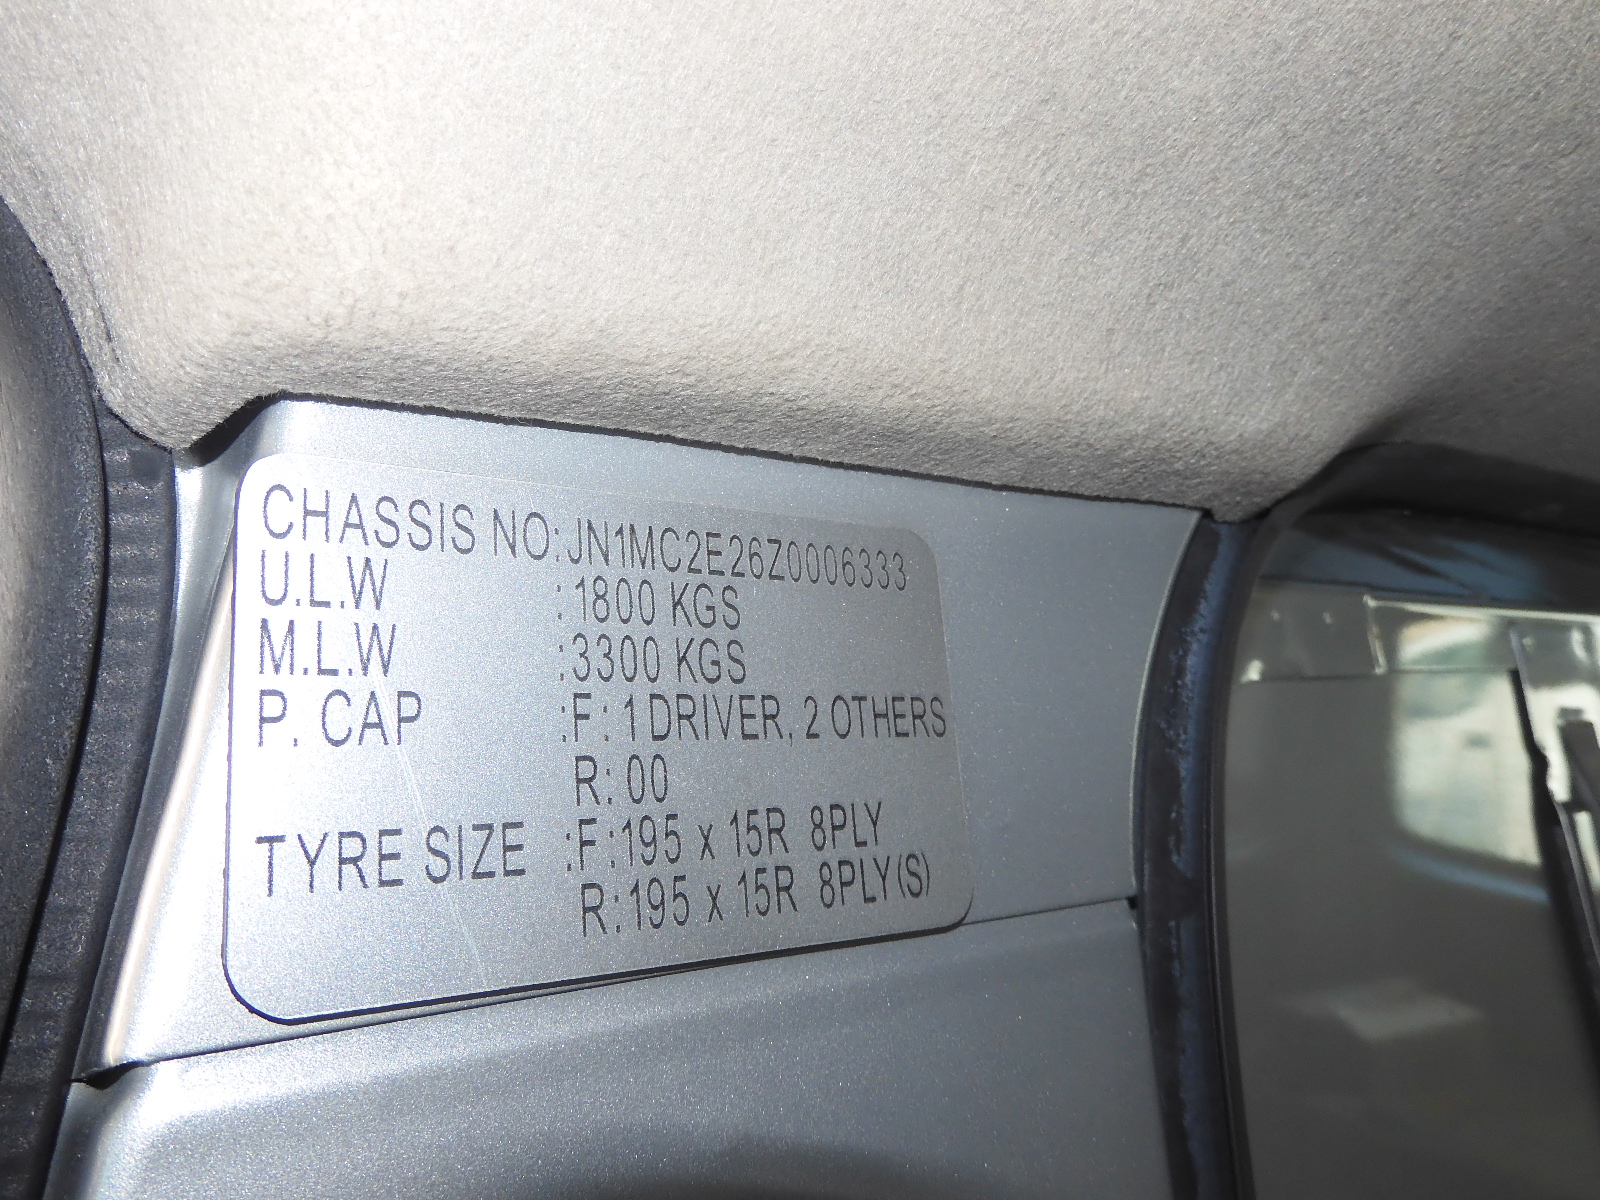 CHASSIS NO:JN1MC2E26Z0006333
U.L.W : 1800 KGS
M.L.W :3300 KGS
P. CAP :F: 1 DRIVER, 2 OTHERS
R: 00
TYRE SIZE :F:195 x 15R 8PLY
R:195 x 15R 8PLY(S)